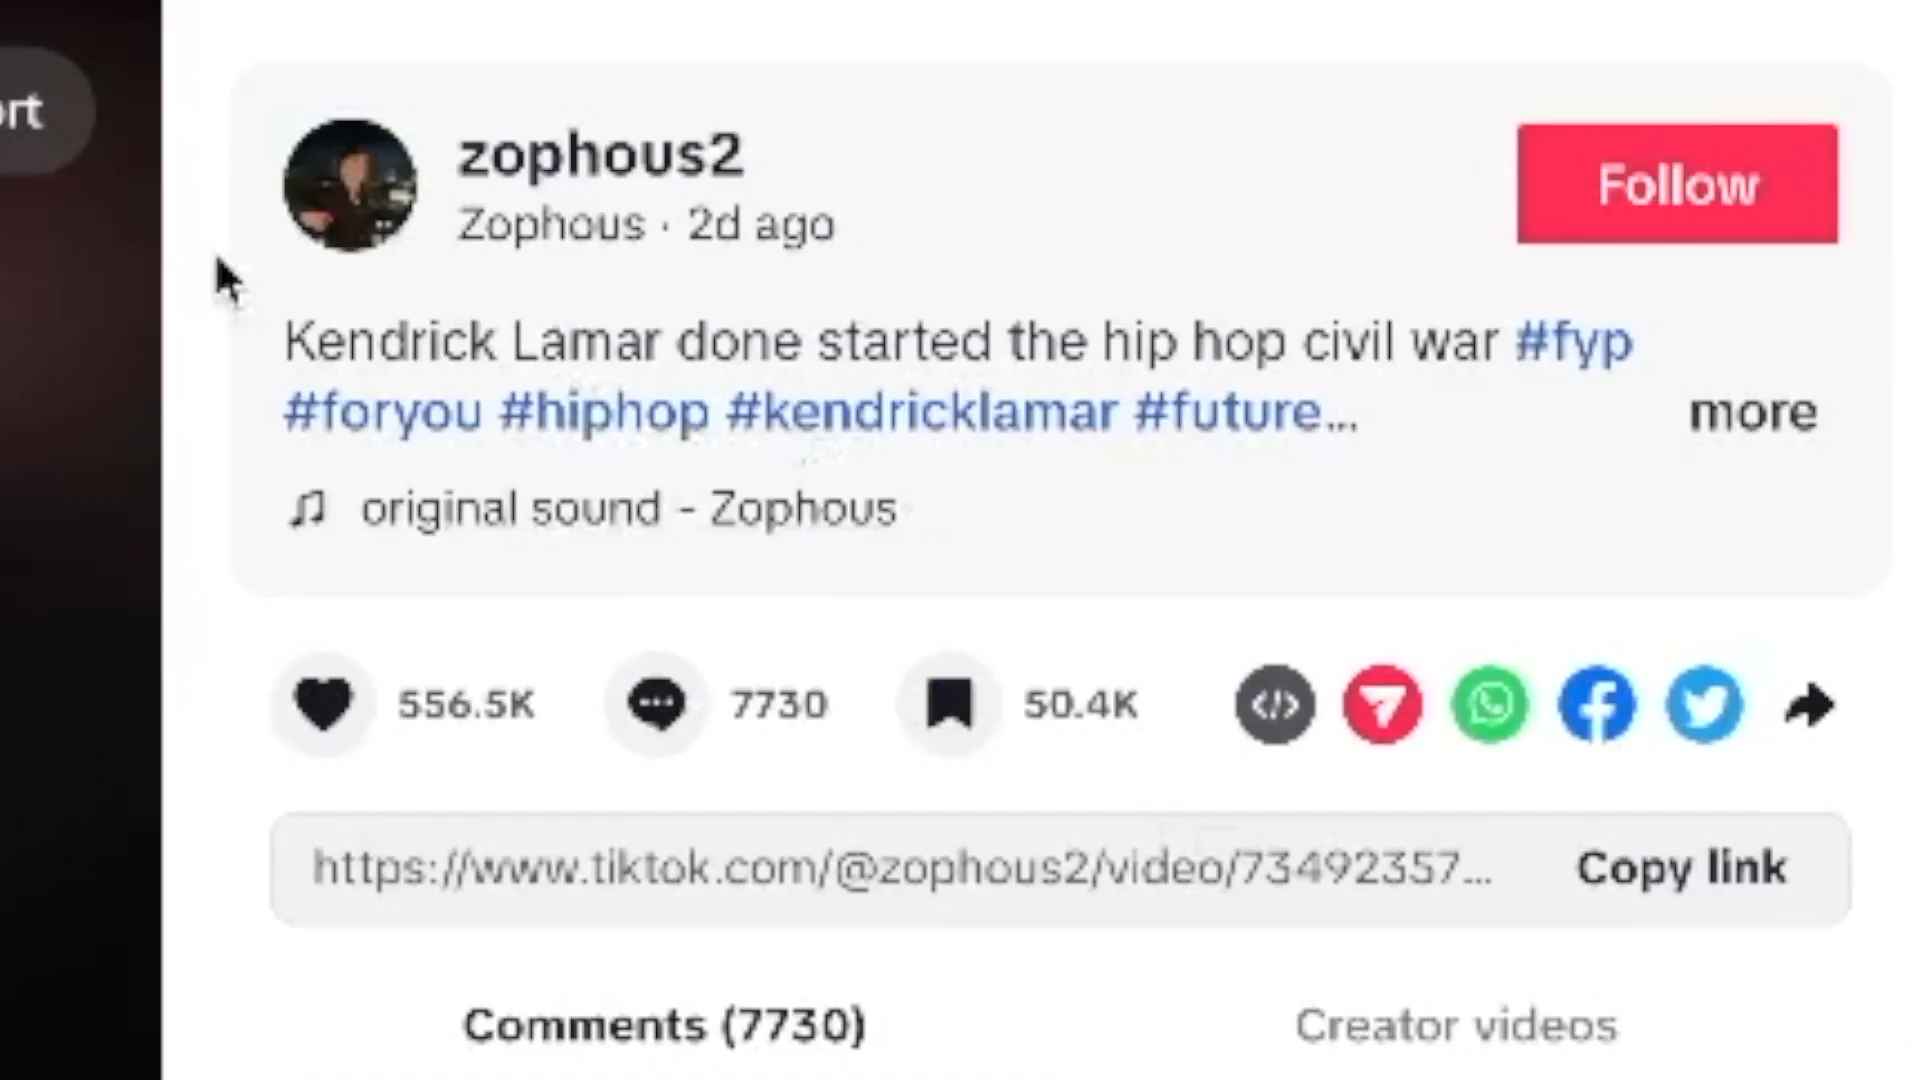 ort
zophous2
Zophous · 2d ago
Follow
Kendrick Lamar done started the hip hop civil war #fyp
#foryou #hiphop #kendricklamar #future... more
original sound - Zophous
556.5K 7730 50.4K
https://www.tiktok.com/@zophous2/video/73492357... Copy link
Comments (7730) Creator videos